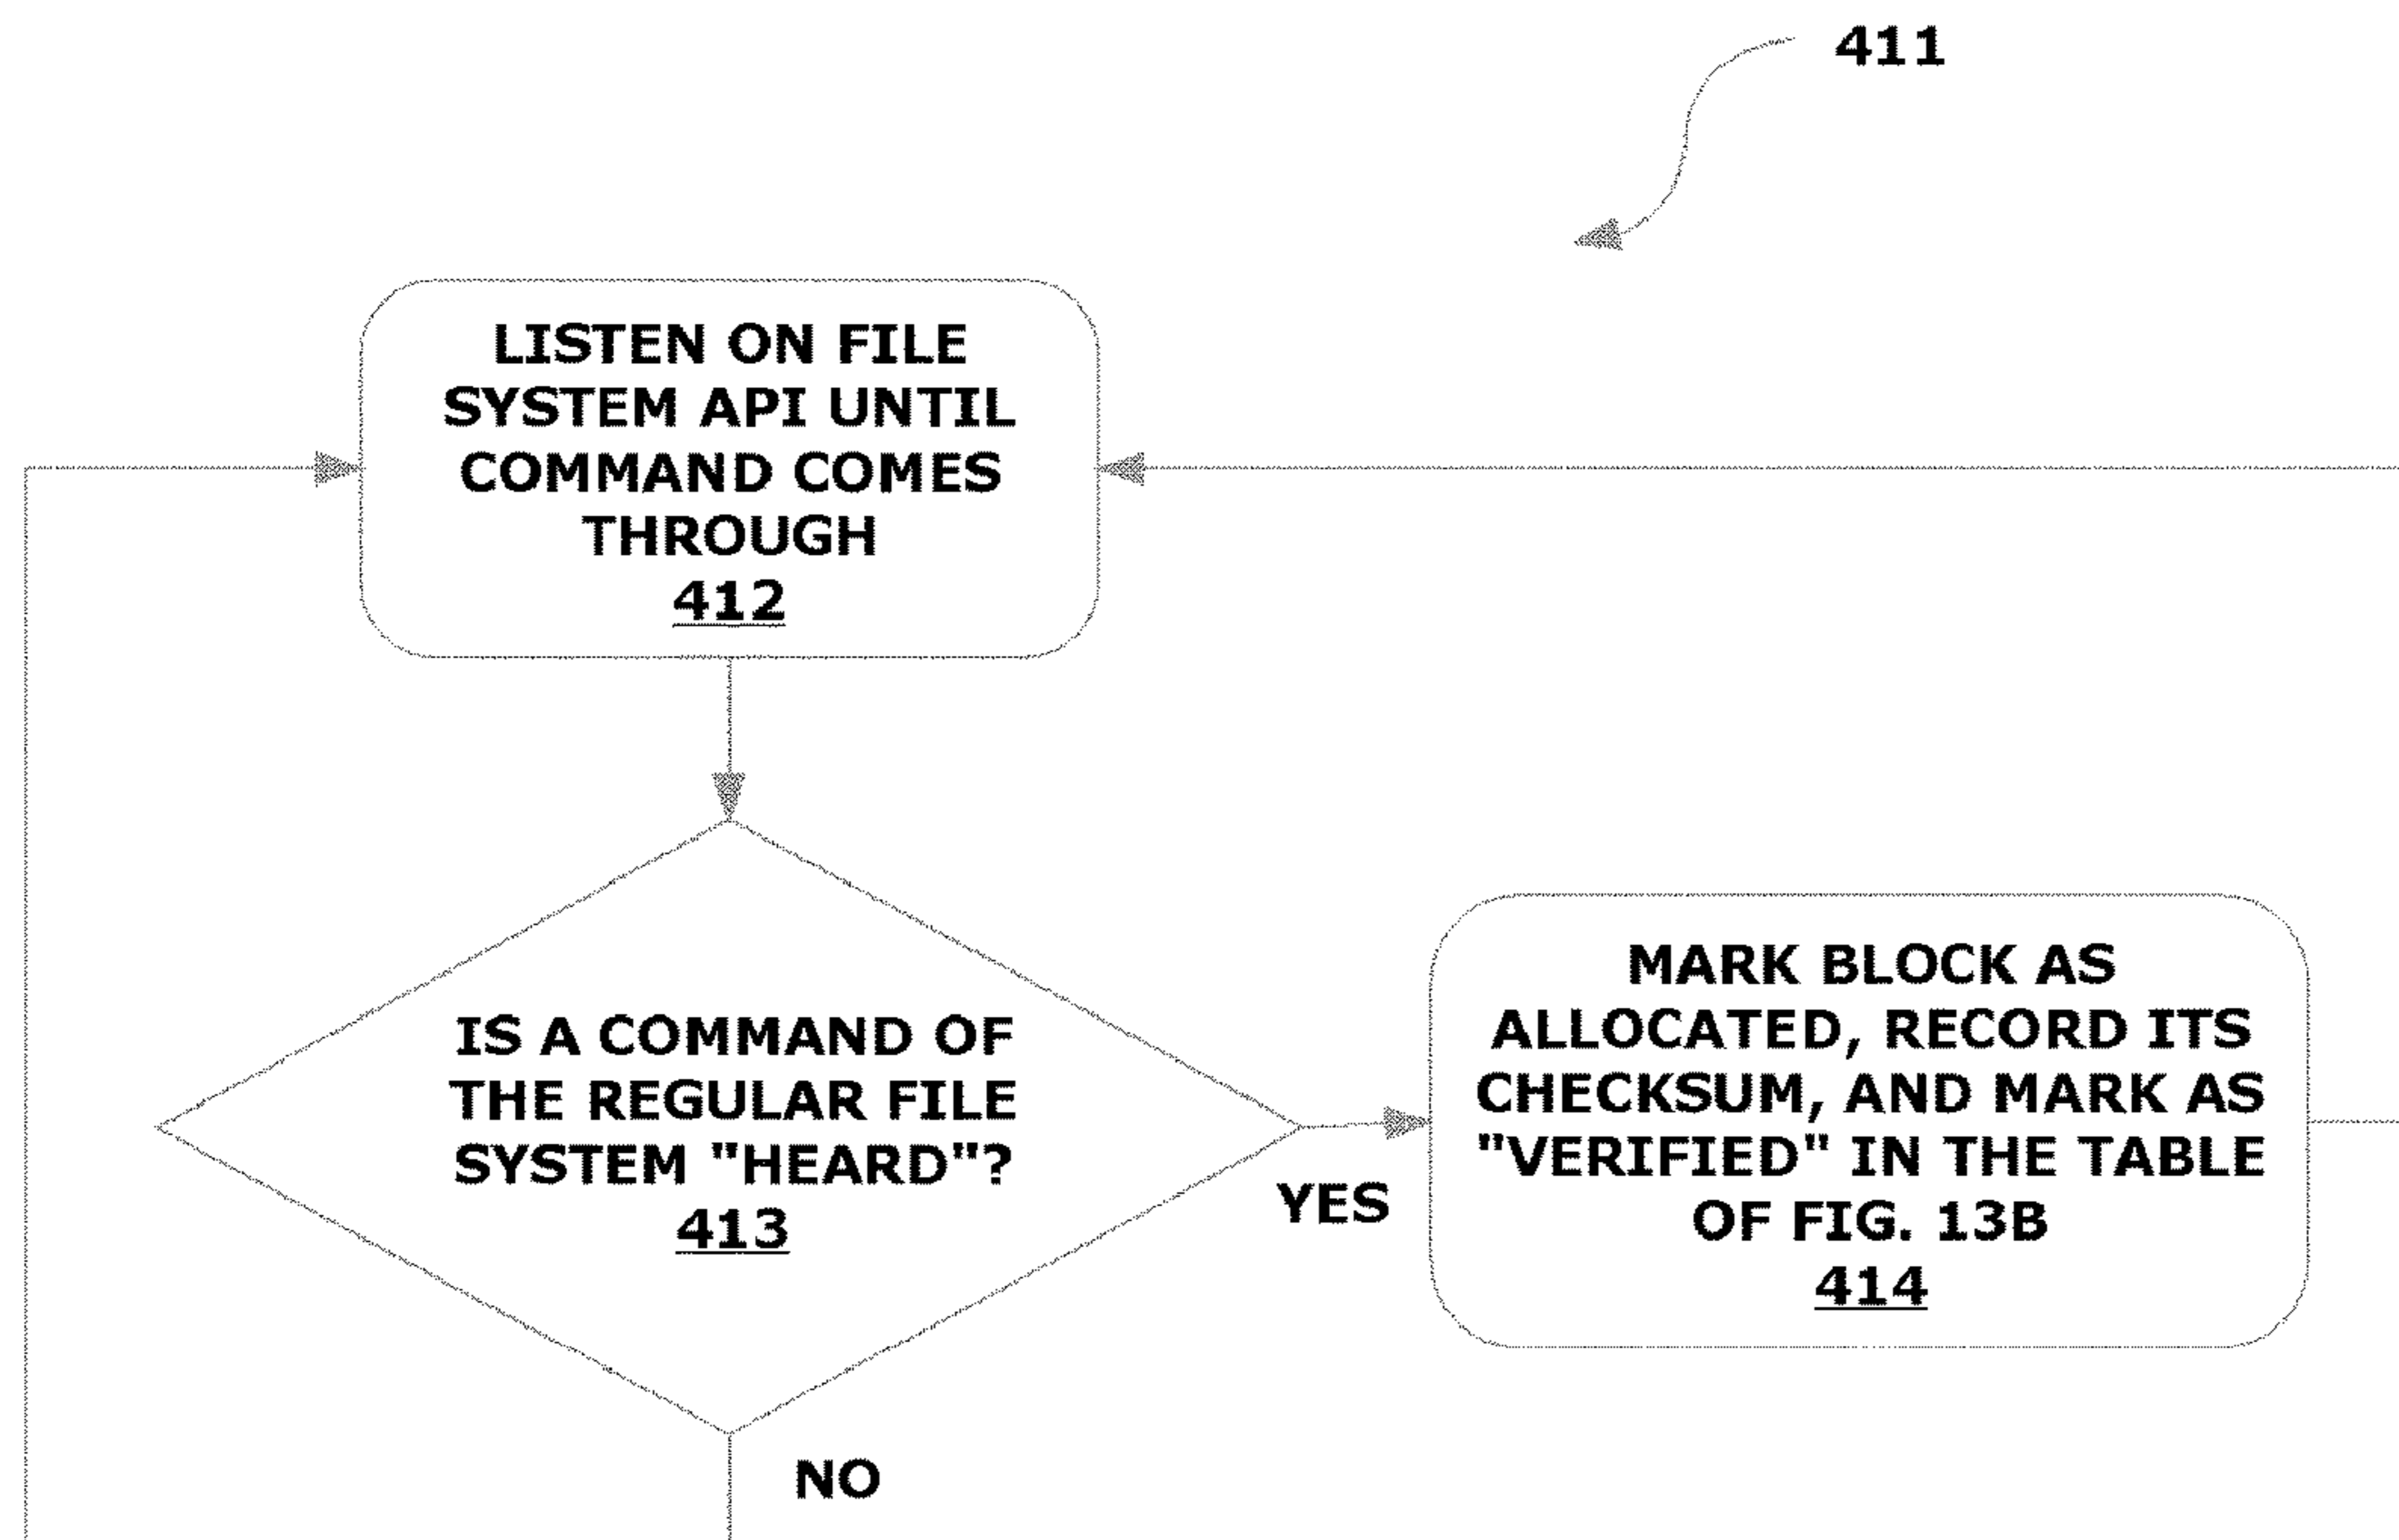 411
LISTEN ON FILE
SYSTEM API UNTIL
COMMAND COMES
THROUGH
412
IS A COMMAND OF
THE REGULAR FILE
SYSTEM "HEARD"?
413
YES
MARK BLOCK AS
ALLOCATED, RECORD ITS
CHECKSUM, AND MARK AS
"VERIFIED" IN THE TABLE
OF FIG. 13B
414
NO